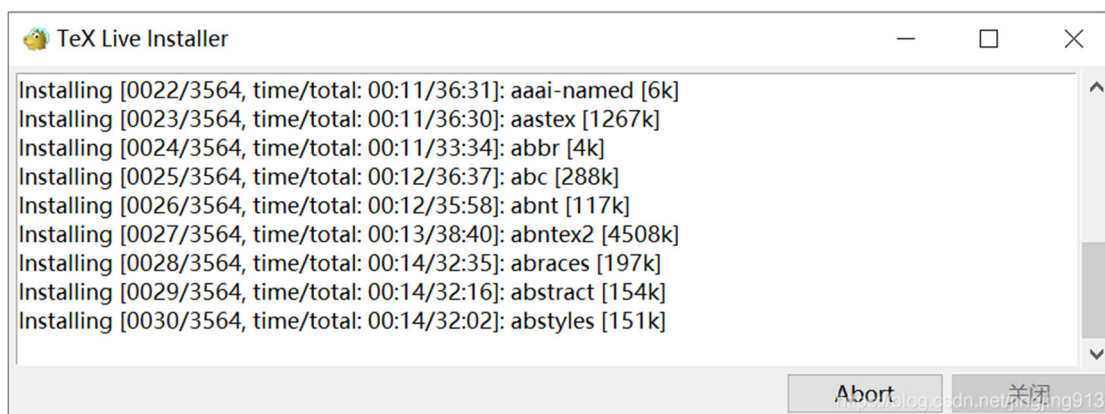 TeX Live Installer
Installing [0022/3564, time/total: 00:11/36:31]: aaai-named [6k]
Installing [0023/3564, time/total: 00:11/36:30]: aastex [1267k]
Installing [0024/3564, time/total: 00:11/33:34]: abbr [4k]
Installing [0025/3564, time/total: 00:12/36:37]: abc [288k]
Installing [0026/3564, time/total: 00:12/35:58]: abnt [117k]
Installing [0027/3564, time/total: 00:13/38:40]: abntex2 [4508k]
Installing [0028/3564, time/total: 00:14/32:35]: abraces [197k]
Installing [0029/3564, time/total: 00:14/32:16]: abstract [154k]
Installing [0030/3564, time/total: 00:14/32:02]: abstyles [151k]
Abort 关闭